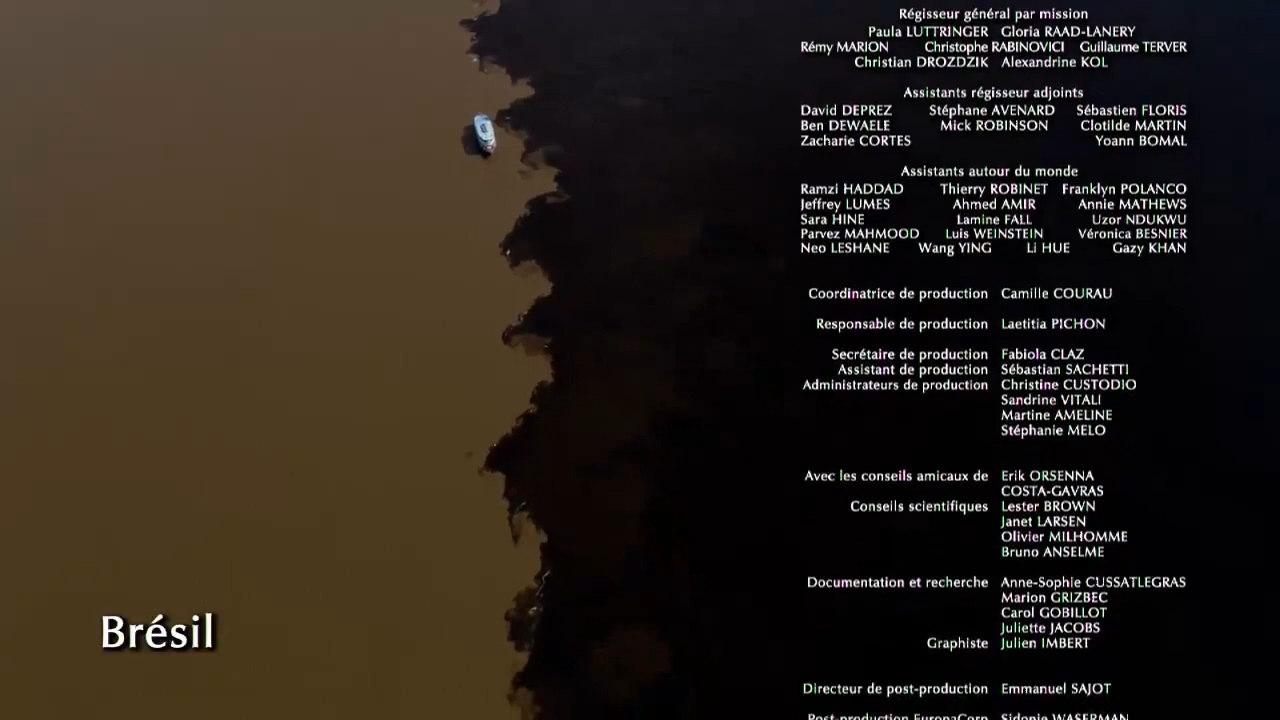 Régisseur général par mission
Paula LUTTRINGER Gloria RAAD-LANERY
Rémy MARION Christophe RABINOVICI Guillaume TERVER
Christian DROZDZIK Alexandrine KOL
Assistants régisseur adjoints
David DEPREZ Stéphane AVENARD Sébastien FLORIS
Ben DEWAELE Mick ROBINSON Clotilde MARTIN
Zacharie CORTES Yoann BOMAL
Assistants autour du monde
Ramzi HADDAD Thierry ROBINET Franklyn POLANCO
Jeffrey LUMES Ahmed AMIR Annie MATHEWS
Sara HINE Lamine FALL Uzor NDUKWU
Parvez MAHMOOD Luis WEINSTEIN Véronica BESNIER
Neo LESHANE Wang YING Li HUE Gazy KHAN
Coordinatrice de production Camille COURAU
Responsable de production Laetitia PICHON
Secrétaire de production Fabiola CLAZ
Assistant de production Sébastian SACHETTI
Administrateurs de production Christine CUSTODIO
Sandrine VITALI
Martine AMELINE
Stéphanie MELO
Avec les conseils amicaux de Erik ORSENNA
COSTA-GAVRAS
Conseils scientifiques Lester BROWN
Janet LARSEN
Olivier MILHOMME
Bruno ANSELME
Documentation et recherche Anne-Sophie CUSSATLEGRAS
Marion GRIZBEC
Carol GOBILLOT
Juliette JACOBS
Graphiste Julien IMBERT
Directeur de post-production Emmanuel SAJOT
Post-production EuropaCorp Sidonie WASERMAN
Brésil